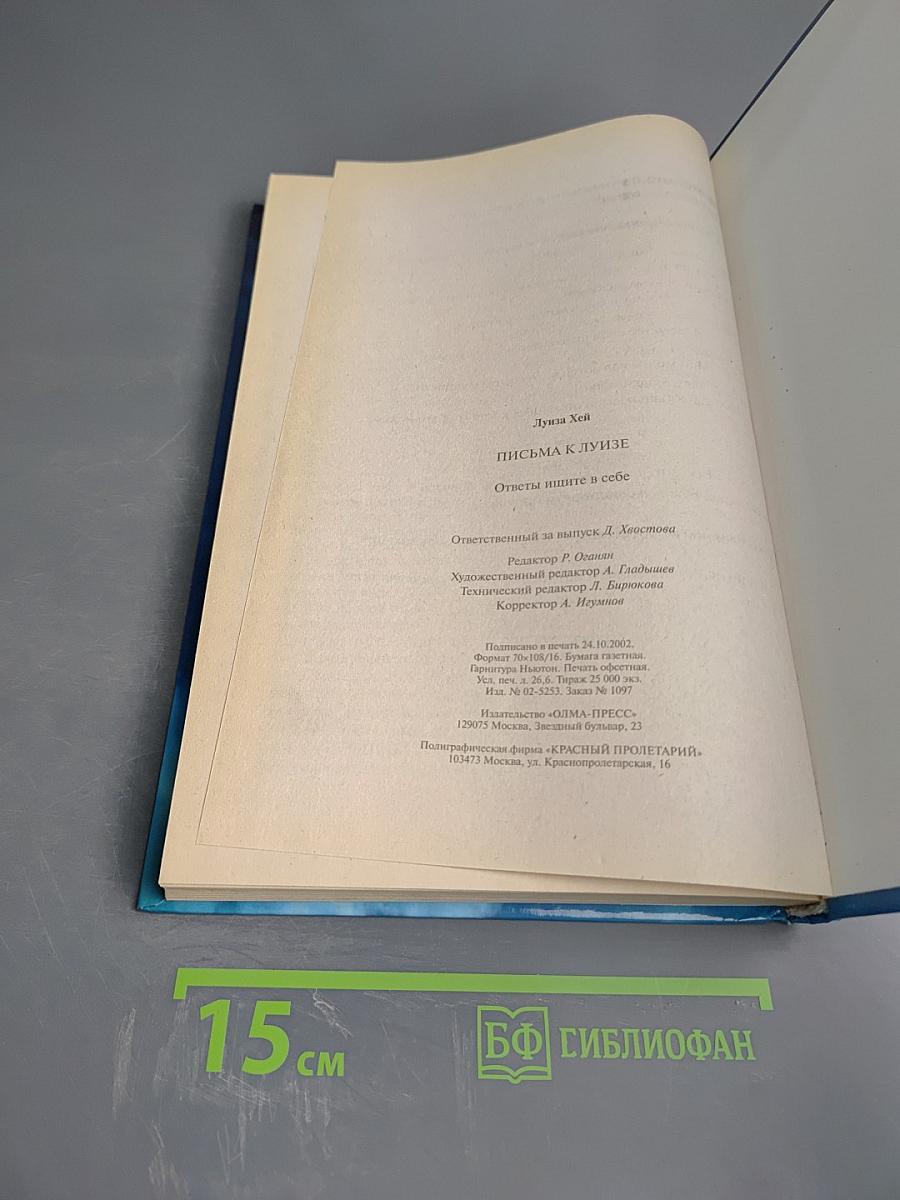 Луиза Хей
ПИСЬМА К ЛУИЗЕ
Ответы ищите в себе
Ответственный за выпуск Д. Хвостова
Редактор Р. Оганян
Художественный редактор А. Гладышев
Технический редактор Л. Бирюкова
Корректор А. Игумнов
Подписано в печать 24.10.2002.
Формат 70×108/16. Бумага газетная.
Гарнитура Ньютон. Печать офсетная.
Усл. печ. л. 26,6. Тираж 25 000 экз.
Изд. № 02-5253. Заказ № 1097
Издательство «ОЛМА-ПРЕСС»
129075 Москва, Звездный бульвар, 23
Полиграфическая фирма «КРАСНЫЙ ПРОЛЕТАРИЙ»
103473 Москва, ул. Краснопролетарская, 16
15 см
БФ БИБЛИОФАН